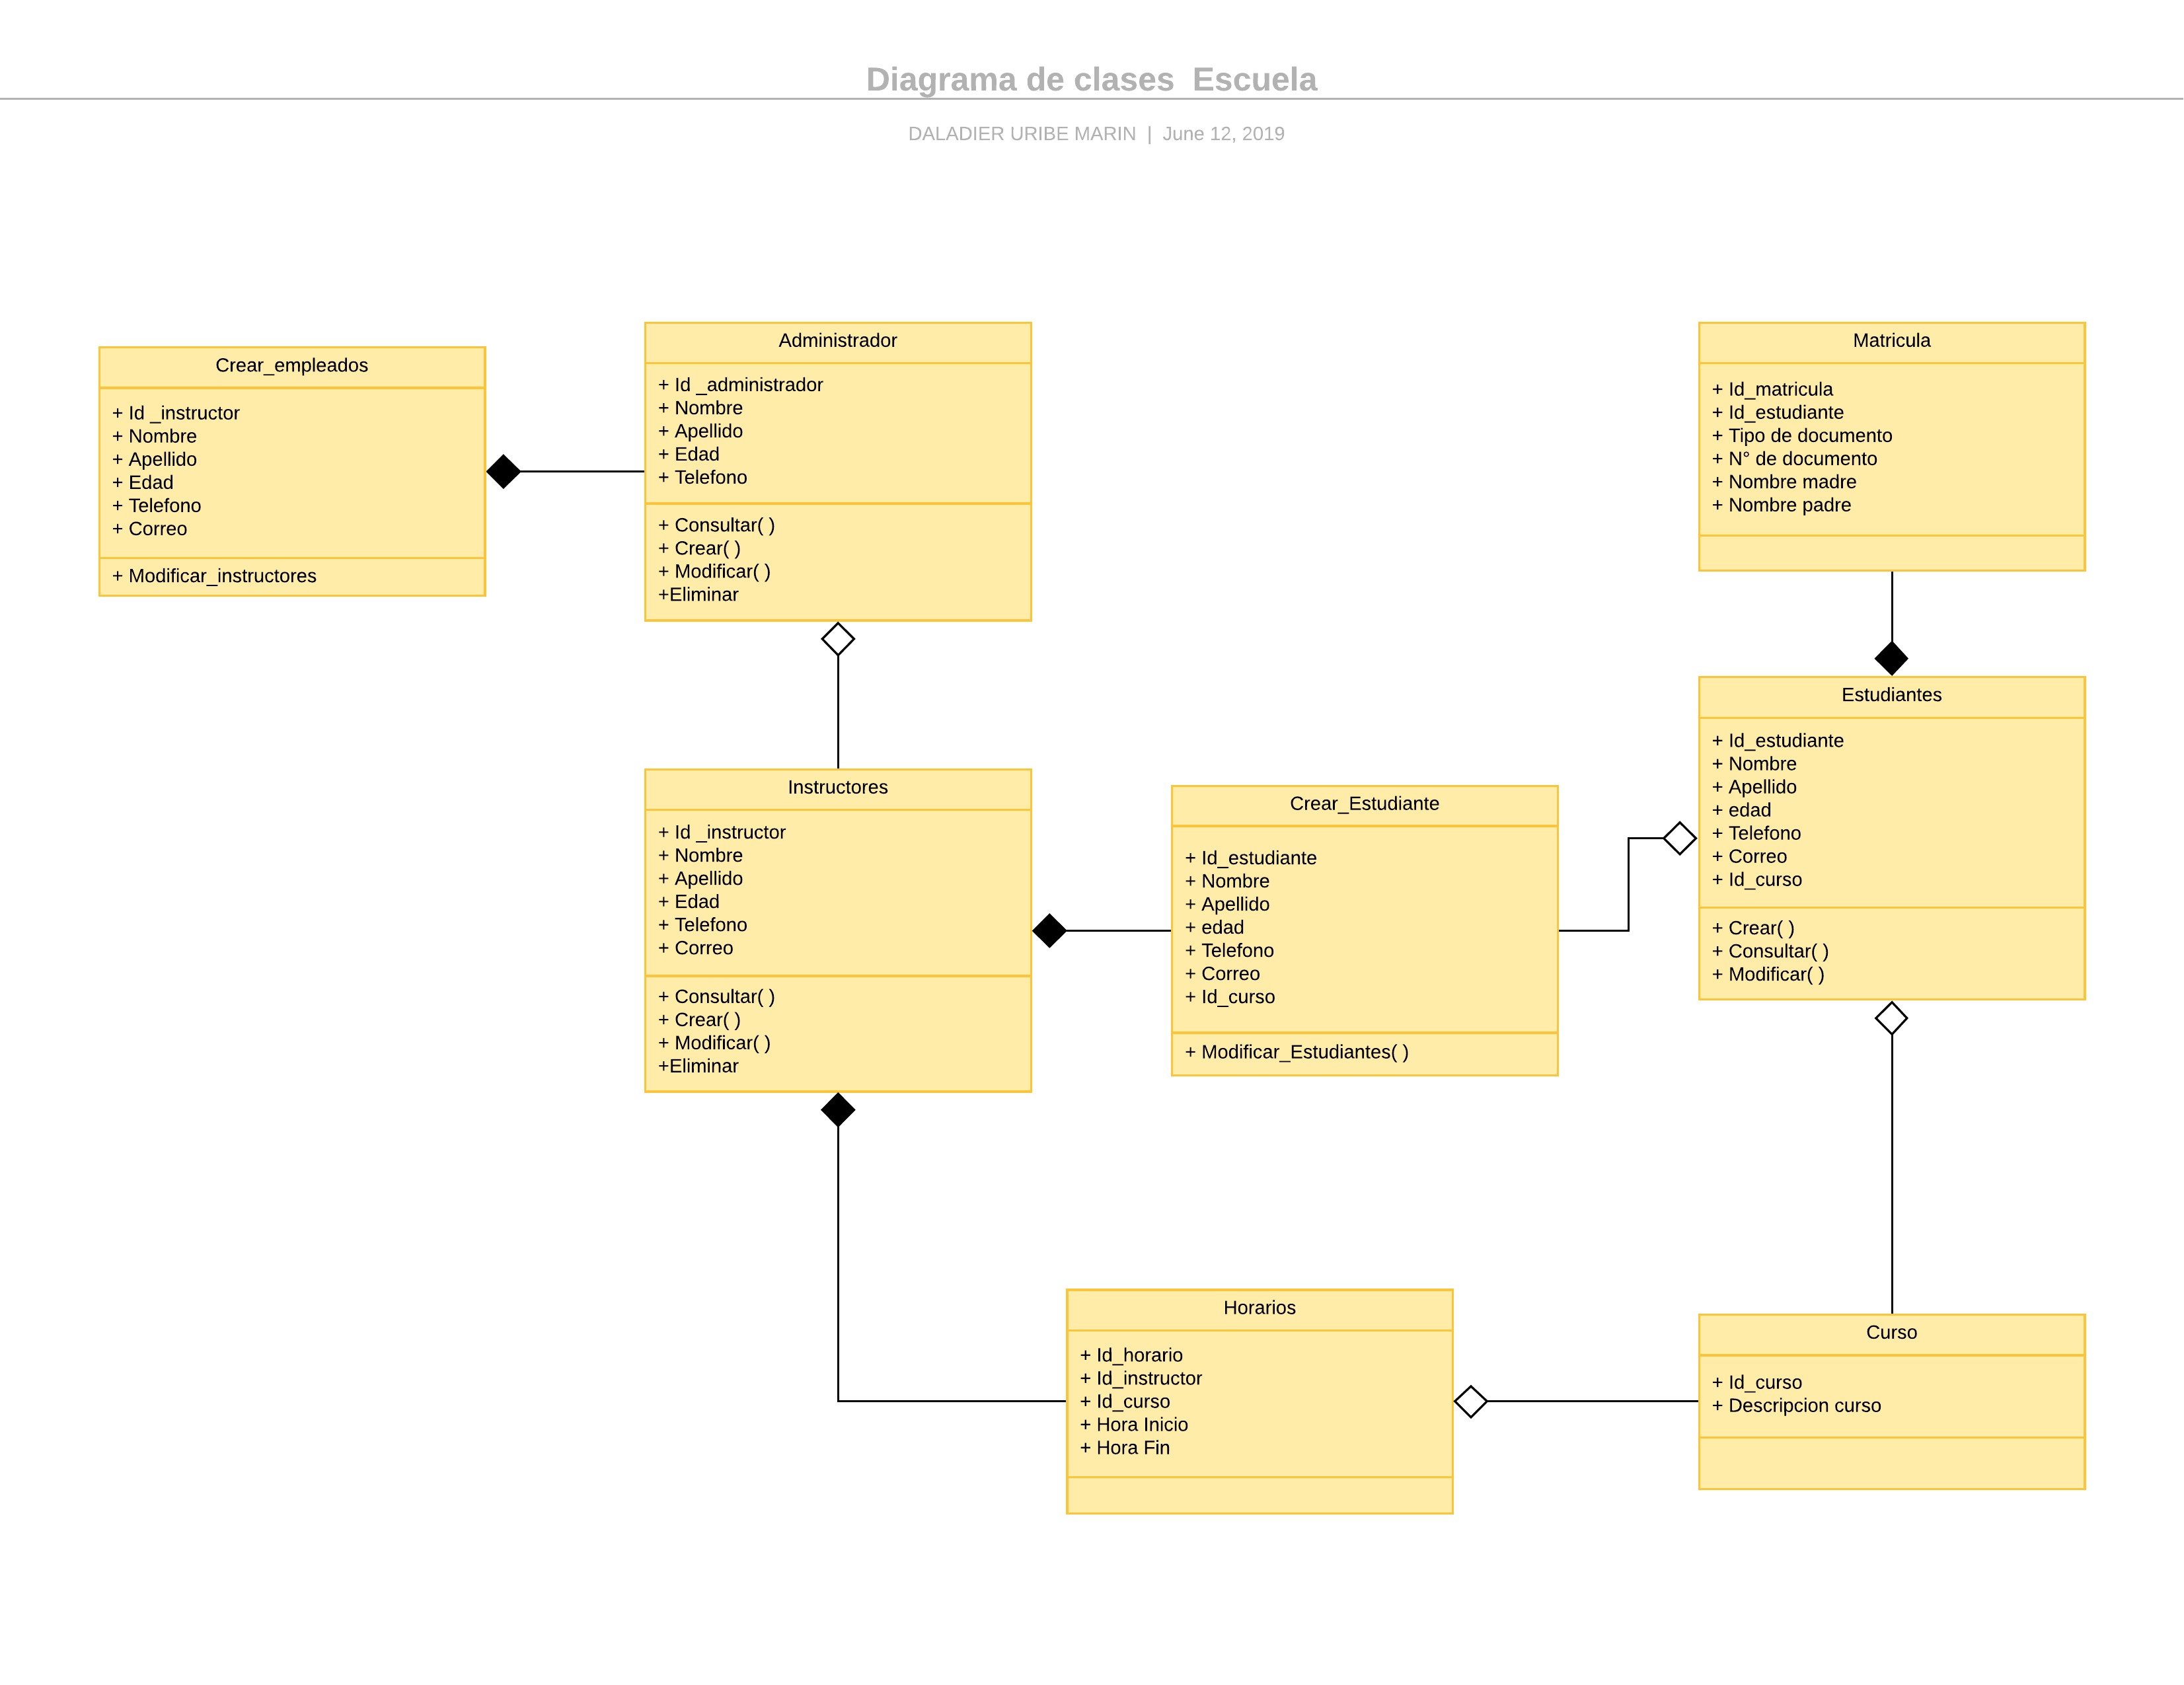 Diagrama de clases  Escuela
DALADIER URIBE MARIN  |  June 12, 2019
Crear_empleados
+ Id _instructor
+ Nombre
+ Apellido
+ Edad
+ Telefono
+ Correo
+ Modificar_instructores
Administrador
+ Id _administrador
+ Nombre
+ Apellido
+ Edad
+ Telefono
+ Consultar( )
+ Crear( )
+ Modificar( )
+Eliminar
Matricula
+ Id_matricula
+ Id_estudiante
+ Tipo de documento
+ N° de documento
+ Nombre madre
+ Nombre padre
Instructores
+ Id _instructor
+ Nombre
+ Apellido
+ Edad
+ Telefono
+ Correo
+ Consultar( )
+ Crear( )
+ Modificar( )
+Eliminar
Crear_Estudiante
+ Id_estudiante
+ Nombre
+ Apellido
+ edad
+ Telefono
+ Correo
+ Id_curso
+ Modificar_Estudiantes( )
Estudiantes
+ Id_estudiante
+ Nombre
+ Apellido
+ edad
+ Telefono
+ Correo
+ Id_curso
+ Crear( )
+ Consultar( )
+ Modificar( )
Horarios
+ Id_horario
+ Id_instructor
+ Id_curso
+ Hora Inicio
+ Hora Fin
Curso
+ Id_curso
+ Descripcion curso